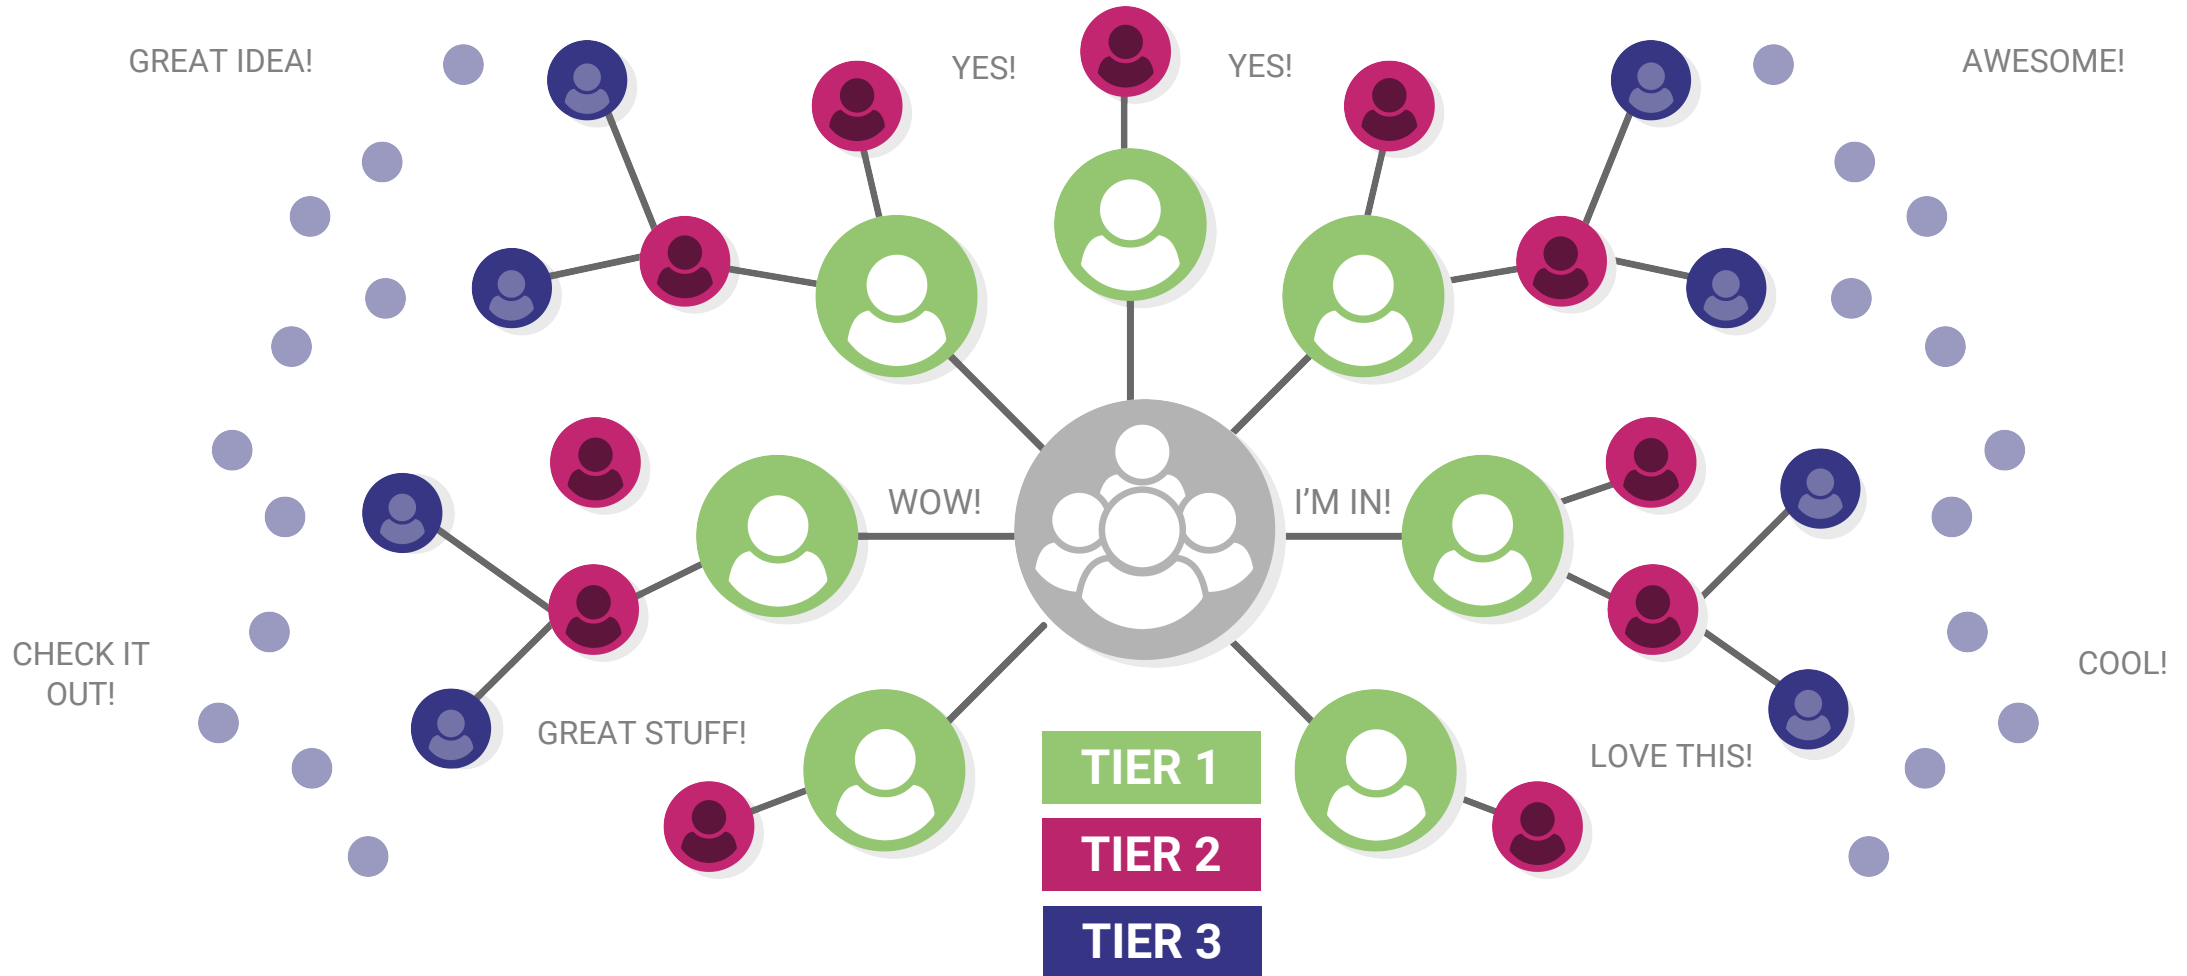 GREAT IDEA!
YES!
YES!
AWESOME!
WOW!
I'M IN!
CHECK IT
OUT!
COOL!
GREAT STUFF!
LOVE THIS!
TIER 1
TIER 2
TIER 3